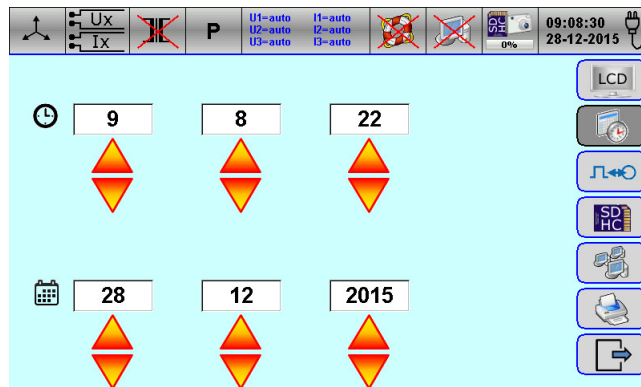 Ux
Ix
P
U1=auto I1=auto
U2=auto I2=auto
U3=auto I3=auto
SD
HC
0%
09:08:30
28-12-2015
LCD
9 8 22
SD
HC
28 12 2015